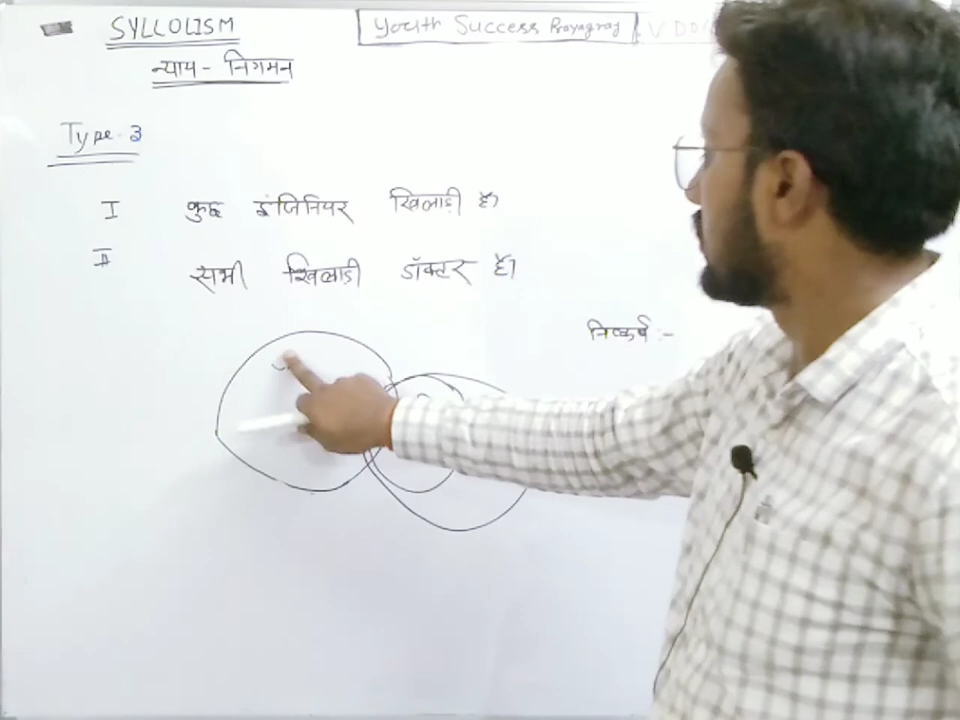 SYLLOLISM
Youth Success Prayagraj
न्याय - निगमन
Type-3
I कुछ इंजिनियर खिलाडी है।
II सभी खिलाडी डॉक्टर है।
निष्कर्ष :-